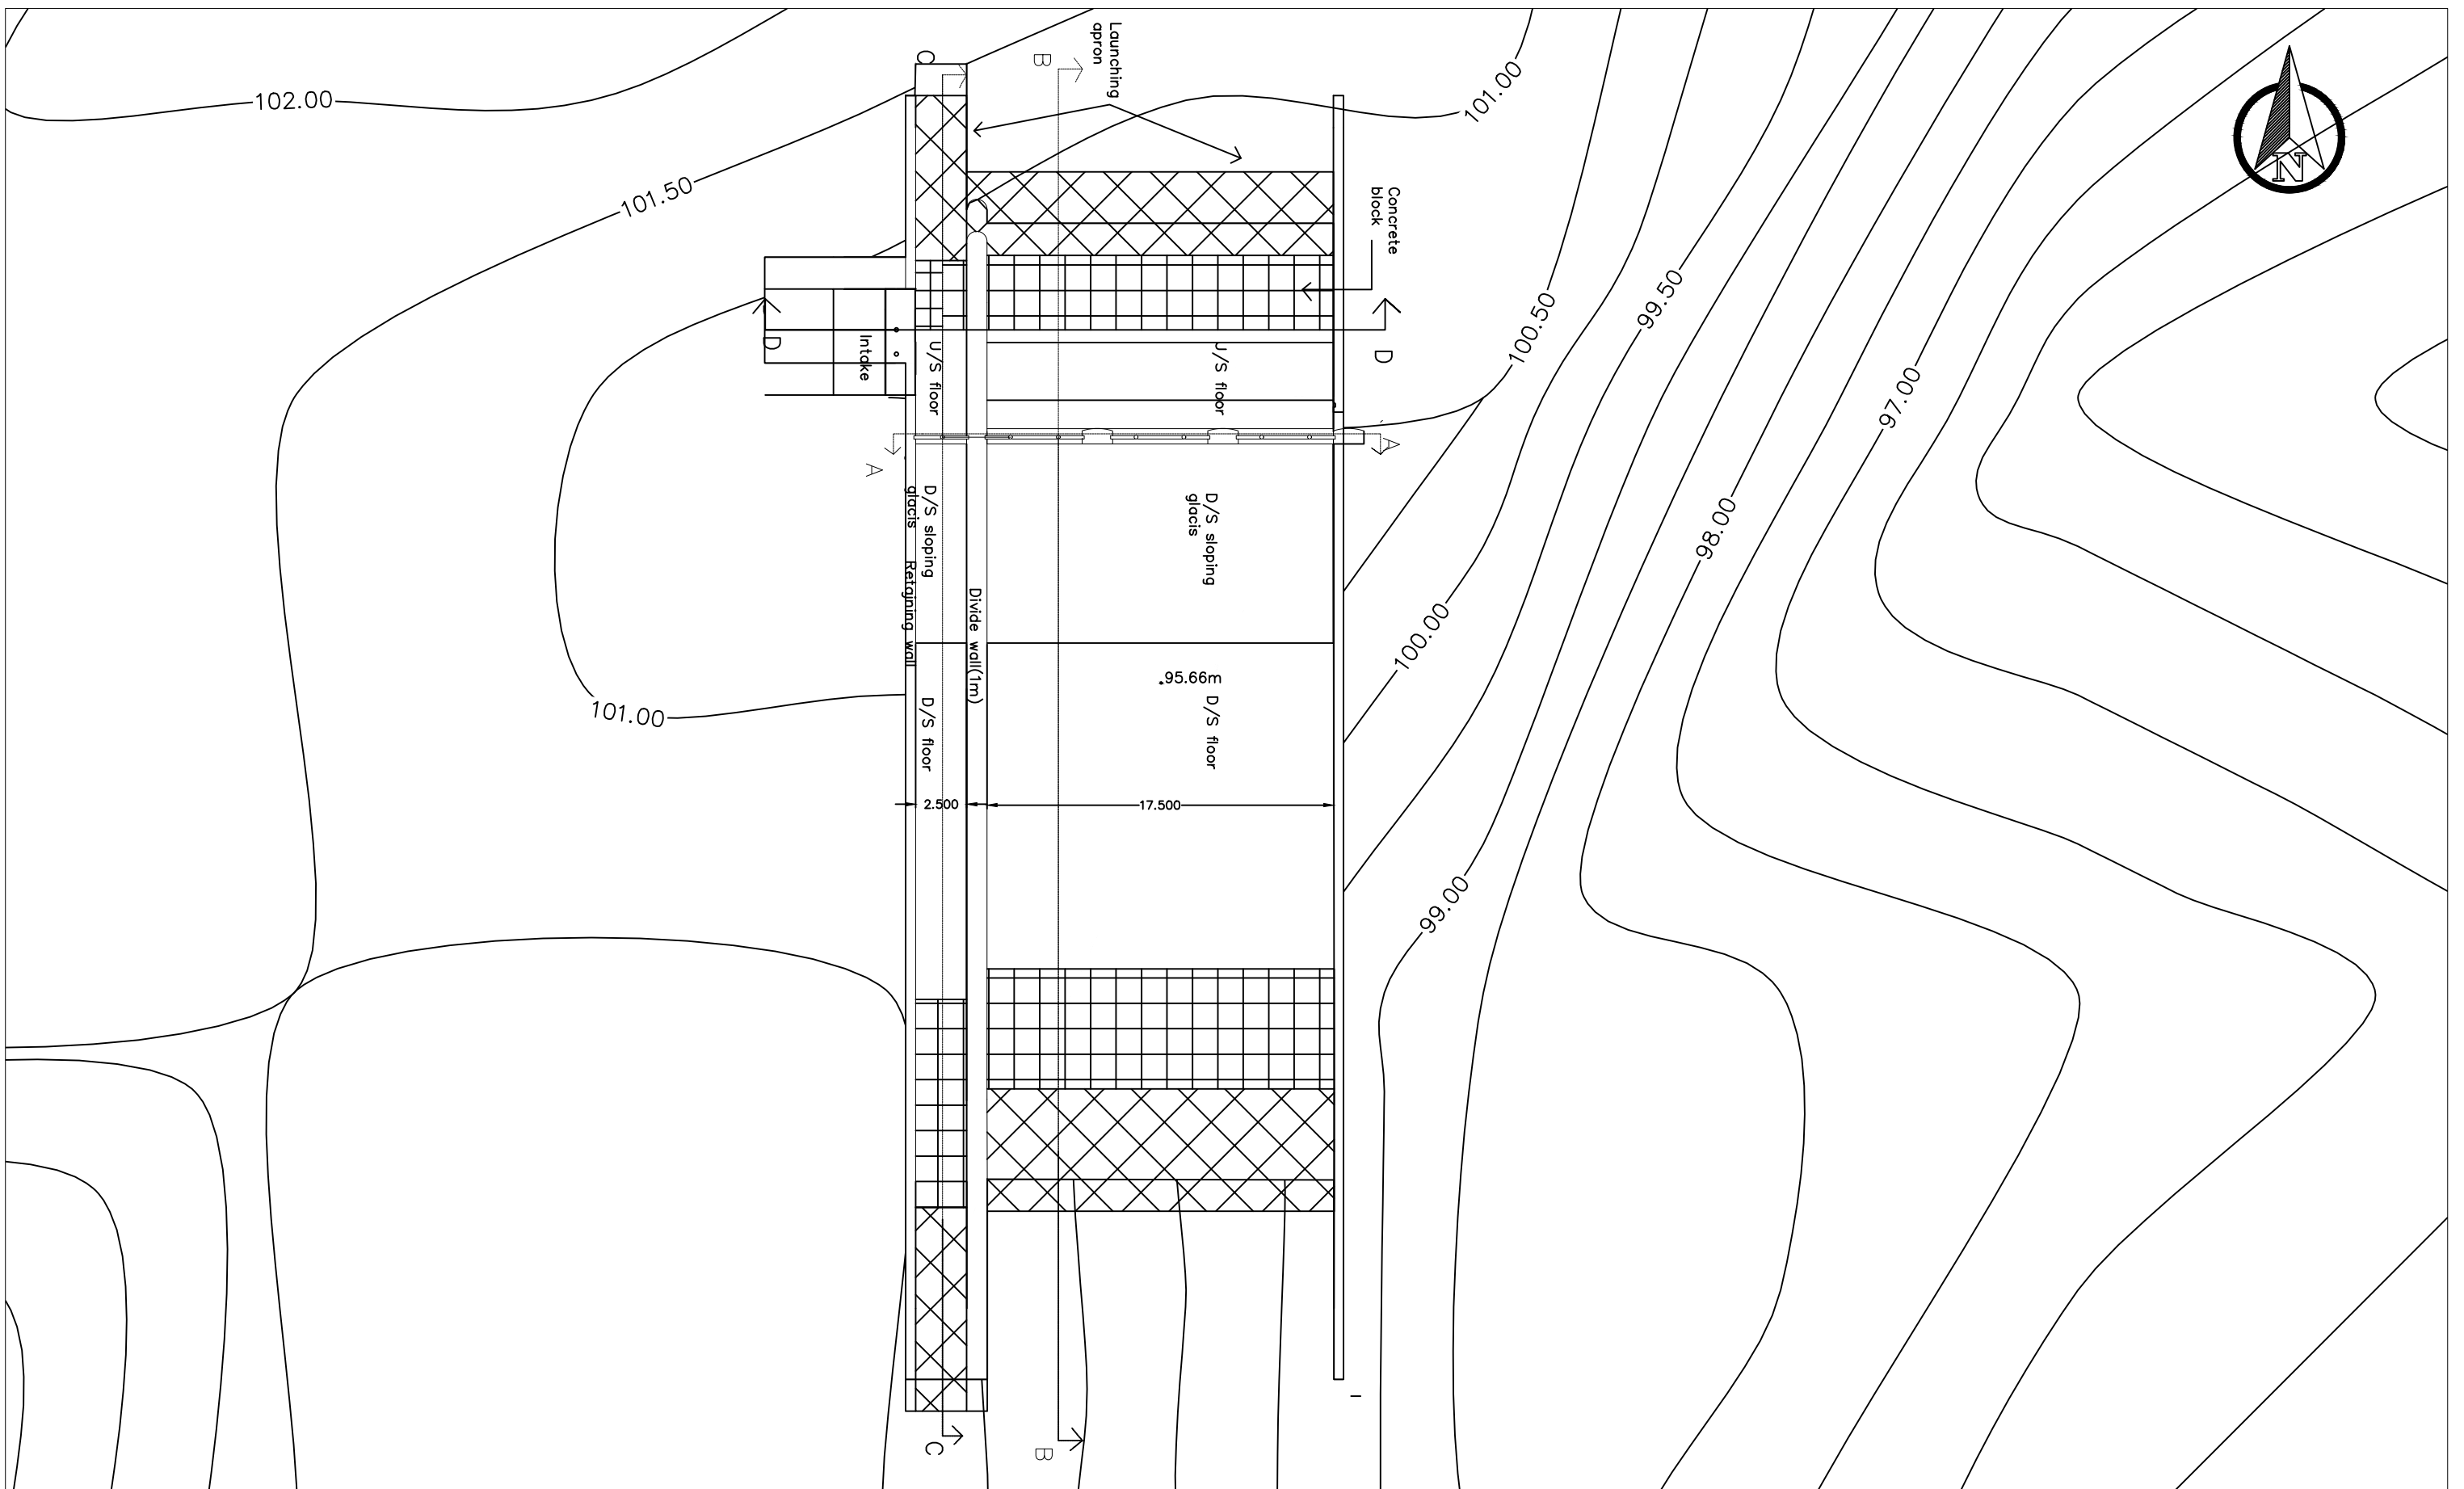 Launching
apron
B
C
101.00
102.00
N
101.50
Concrete
block
99.50
100.50
D
Intake
U/S floor
U/S floor
D
97.00
A
A
D/S sloping
glacis
D/S sloping
glacis
98.00
Retaining wall
Divide wall(1m)
100.00
95.66m
101.00
D/S floor
D/S floor
2.500
17.500
99.00
C
B